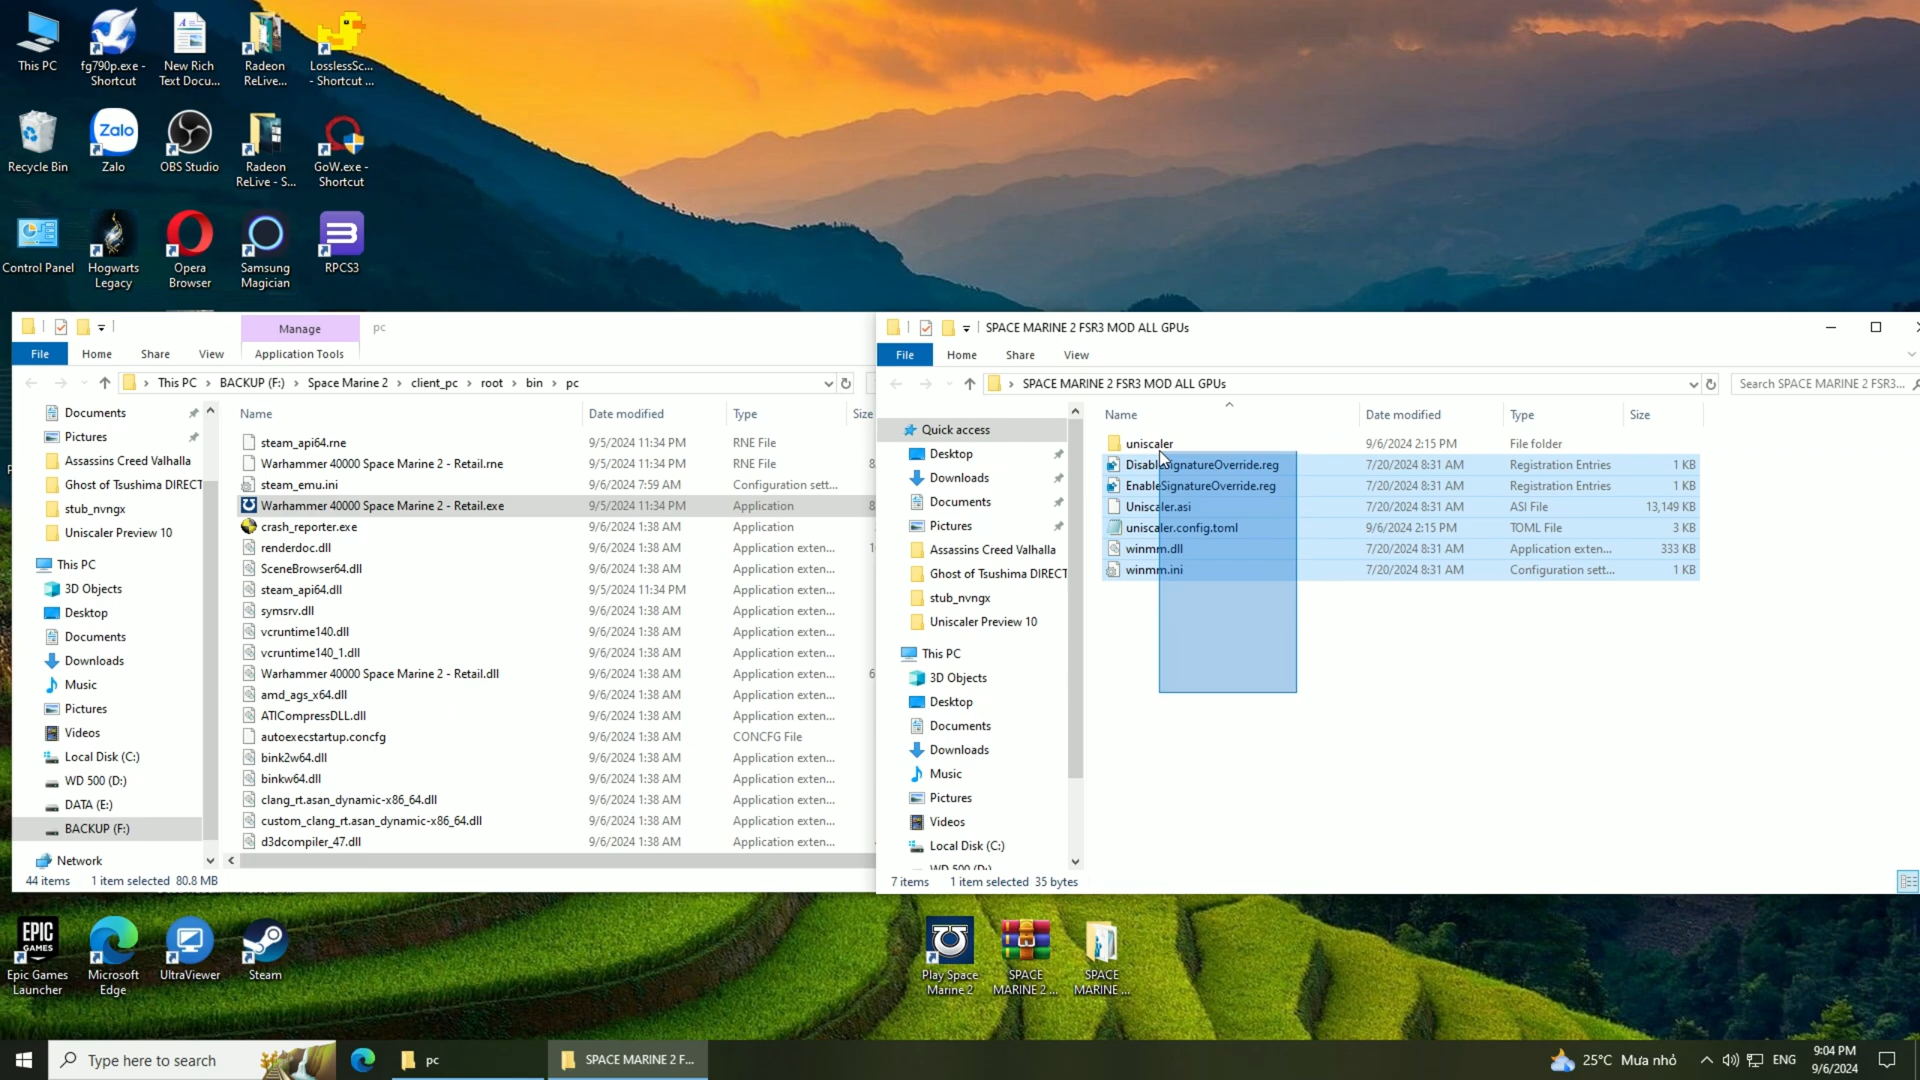 This PC
fg790p.exe -
Shortcut
New Rich
Text Docu...
Radeon
ReLive...
LosslessSc...
- Shortcut ...
Recycle Bin
Zalo
Zalo
OBS Studio
Radeon
ReLive - S...
GoW.exe -
Shortcut
Control Panel
Hogwarts
Legacy
Opera
Browser
Samsung
Magician
RPCS3
Manage
pc
File
Home
Share
View
Application Tools
This PC > BACKUP (F:) > Space Marine 2 > client_pc > root > bin > pc
Documents
Pictures
Assassins Creed Valhalla
Ghost of Tsushima DIRECT
stub_nvngx
Uniscaler Preview 10
This PC
3D Objects
Desktop
Documents
Downloads
Music
Pictures
Videos
Local Disk (C:)
WD 500 (D:)
DATA (E:)
BACKUP (F:)
Network
Name Date modified Type Size
steam_api64.rne 9/5/2024 11:34 PM RNE File
Warhammer 40000 Space Marine 2 - Retail.rne 9/5/2024 11:34 PM RNE File 8
steam_emu.ini 9/6/2024 7:59 AM Configuration sett...
Warhammer 40000 Space Marine 2 - Retail.exe 9/5/2024 11:34 PM Application 8
crash_reporter.exe 9/6/2024 1:38 AM Application
renderdoc.dll 9/6/2024 1:38 AM Application exten... 1
SceneBrowser64.dll 9/6/2024 1:38 AM Application exten...
steam_api64.dll 9/5/2024 11:34 PM Application exten...
symsrv.dll 9/6/2024 1:38 AM Application exten...
vcruntime140.dll 9/6/2024 1:38 AM Application exten...
vcruntime140_1.dll 9/6/2024 1:38 AM Application exten...
Warhammer 40000 Space Marine 2 - Retail.dll 9/6/2024 1:38 AM Application exten... 6
amd_ags_x64.dll 9/6/2024 1:38 AM Application exten...
ATICompressDLL.dll 9/6/2024 1:38 AM Application exten...
autoexecstartup.concfg 9/6/2024 1:38 AM CONCFG File
bink2w64.dll 9/6/2024 1:38 AM Application exten...
binkw64.dll 9/6/2024 1:38 AM Application exten...
clang_rt.asan_dynamic-x86_64.dll 9/6/2024 1:38 AM Application exten...
custom_clang_rt.asan_dynamic-x86_64.dll 9/6/2024 1:38 AM Application exten...
d3dcompiler_47.dll 9/6/2024 1:38 AM Application exten...
44 items 1 item selected 80.8 MB
SPACE MARINE 2 FSR3 MOD ALL GPUs
File
Home
Share
View
SPACE MARINE 2 FSR3 MOD ALL GPUs
Search SPACE MARINE 2 FSR3...
Quick access
Desktop
Downloads
Documents
Pictures
Assassins Creed Valhalla
Ghost of Tsushima DIRECT
stub_nvngx
Uniscaler Preview 10
This PC
3D Objects
Desktop
Documents
Downloads
Music
Pictures
Videos
Local Disk (C:)
WD 500 (D:)
Name Date modified Type Size
uniscaler 9/6/2024 2:15 PM File folder
DisableSignatureOverride.reg 7/20/2024 8:31 AM Registration Entries 1 KB
EnableSignatureOverride.reg 7/20/2024 8:31 AM Registration Entries 1 KB
Uniscaler.asi 7/20/2024 8:31 AM ASI File 13,149 KB
uniscaler.config.toml 9/6/2024 2:15 PM TOML File 3 KB
winmm.dll 7/20/2024 8:31 AM Application exten... 333 KB
winmm.ini 7/20/2024 8:31 AM Configuration sett... 1 KB
7 items 1 item selected 35 bytes
EPIC
GAMES
Epic Games
Launcher
Microsoft
Edge
UltraViewer
Steam
Play Space
Marine 2
SPACE
MARINE 2 ...
SPACE
MARINE ...
Type here to search
pc
SPACE MARINE 2 F...
25°C Mưa nhỏ
ENG
9:04 PM
9/6/2024